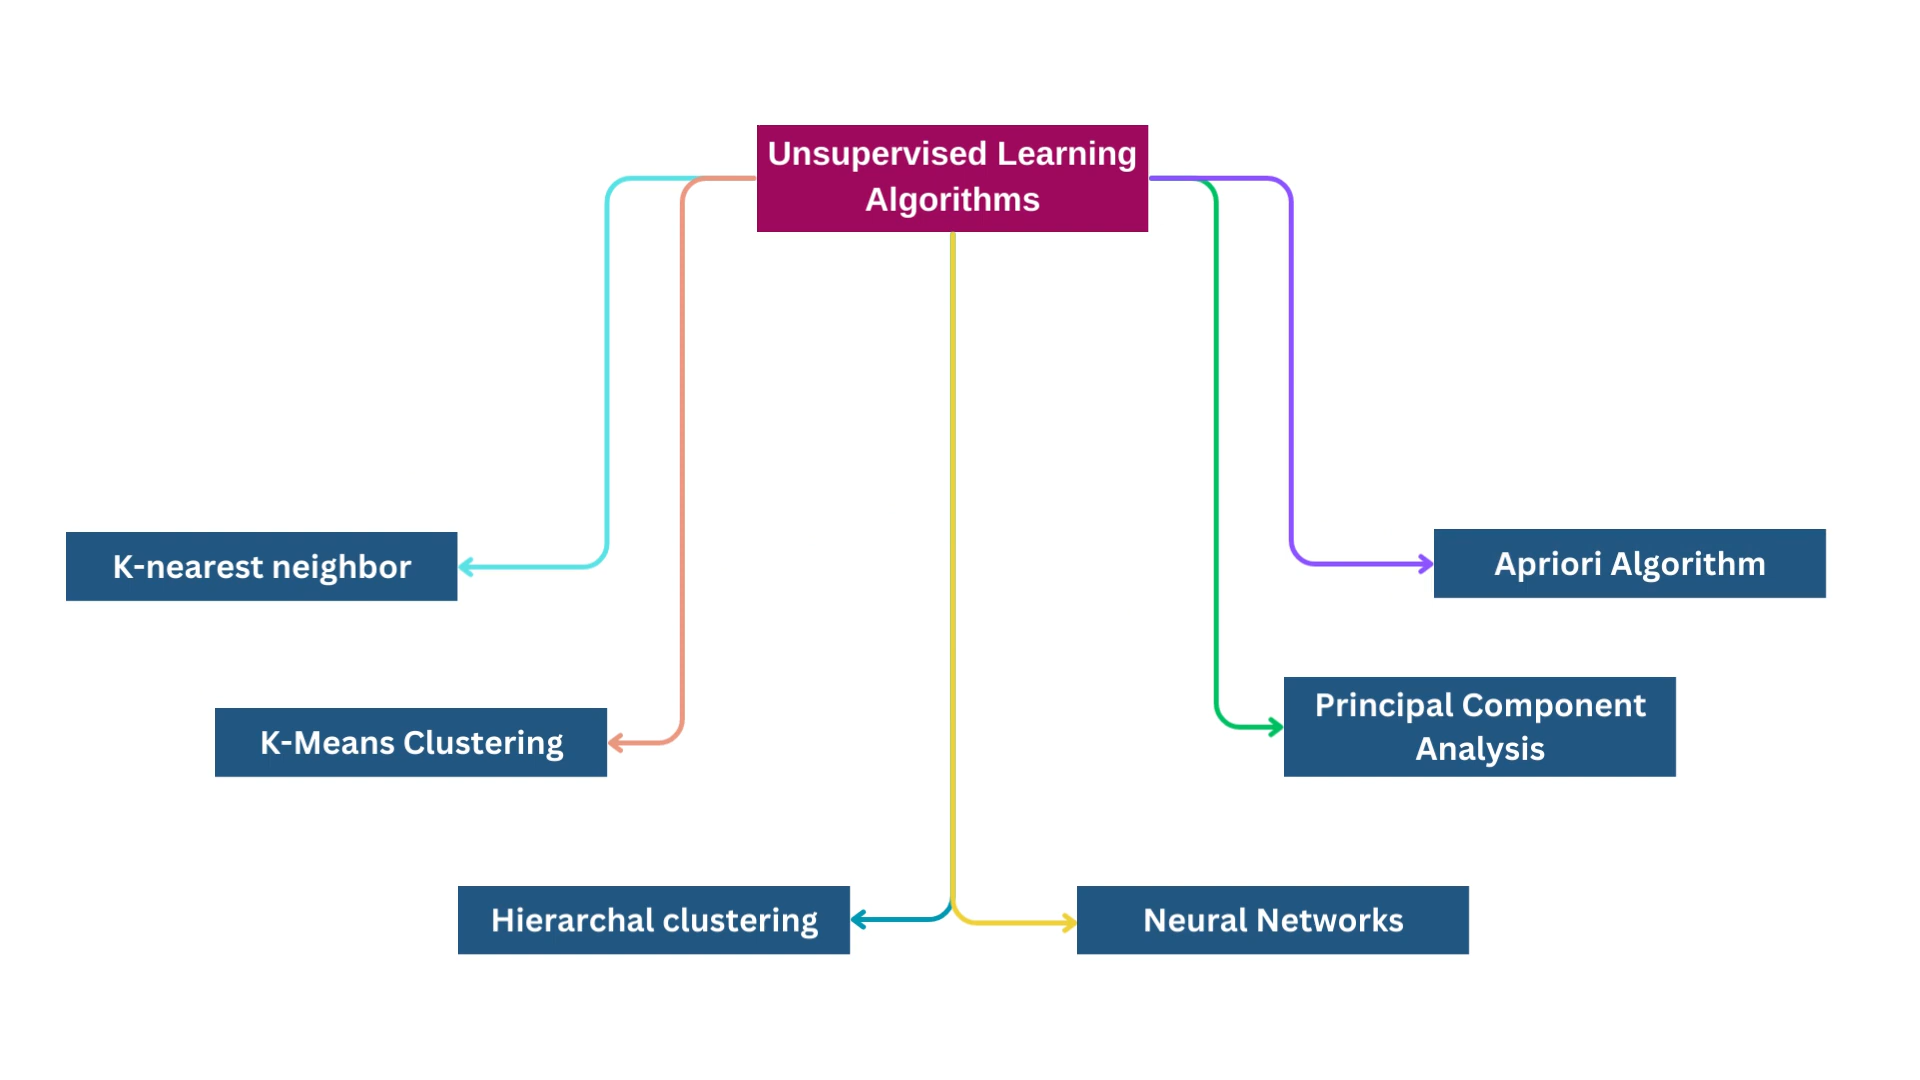 Unsupervised Learning
Algorithms
K-nearest neighbor
Apriori Algorithm
K-Means Clustering
Principal Component
Analysis
Hierarchal clustering
Neural Networks